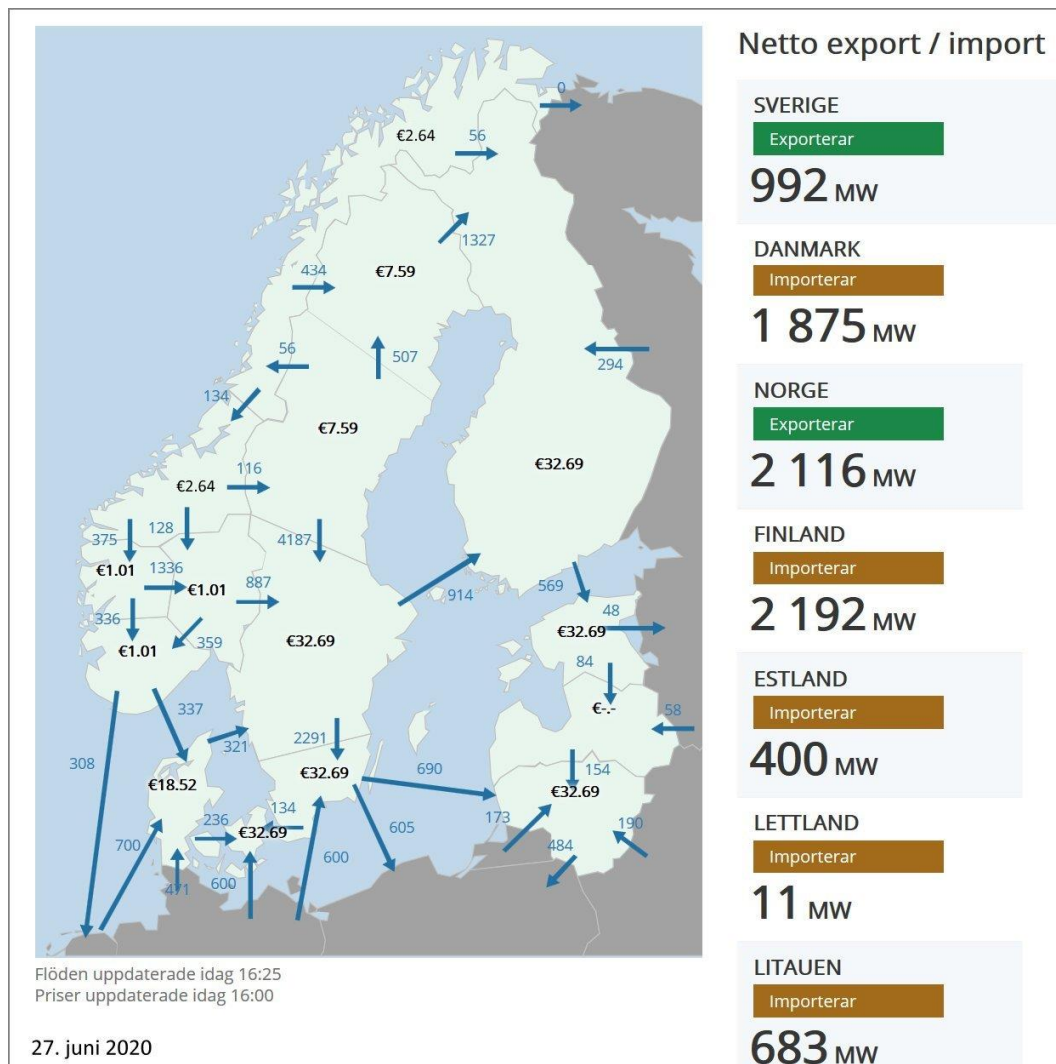 Netto export / import
SVERIGE
Exporterar
992 MW
DANMARK
Importerar
1 875 MW
NORGE
Exporterar
2 116 MW
FINLAND
Importerar
2 192 MW
ESTLAND
Importerar
400 MW
LETTLAND
Importerar
11 MW
LITAUEN
Importerar
683 MW
0
€2.64
56
1327
434
€7.59
56
507
294
134
€7.59
€32.69
116
€2.64
128
375
4187
€1.01
1336
€1.01
887
914
569
48
336
€32.69
€32.69
359
€1.01
84
€-.-
337
58
321
2291
308
690
154
€18.52
€32.69
€32.69
236
134
€32.69
173
190
700
605
484
600
471
600
Flöden uppdaterade idag 16:25
Priser uppdaterade idag 16:00
27. juni 2020